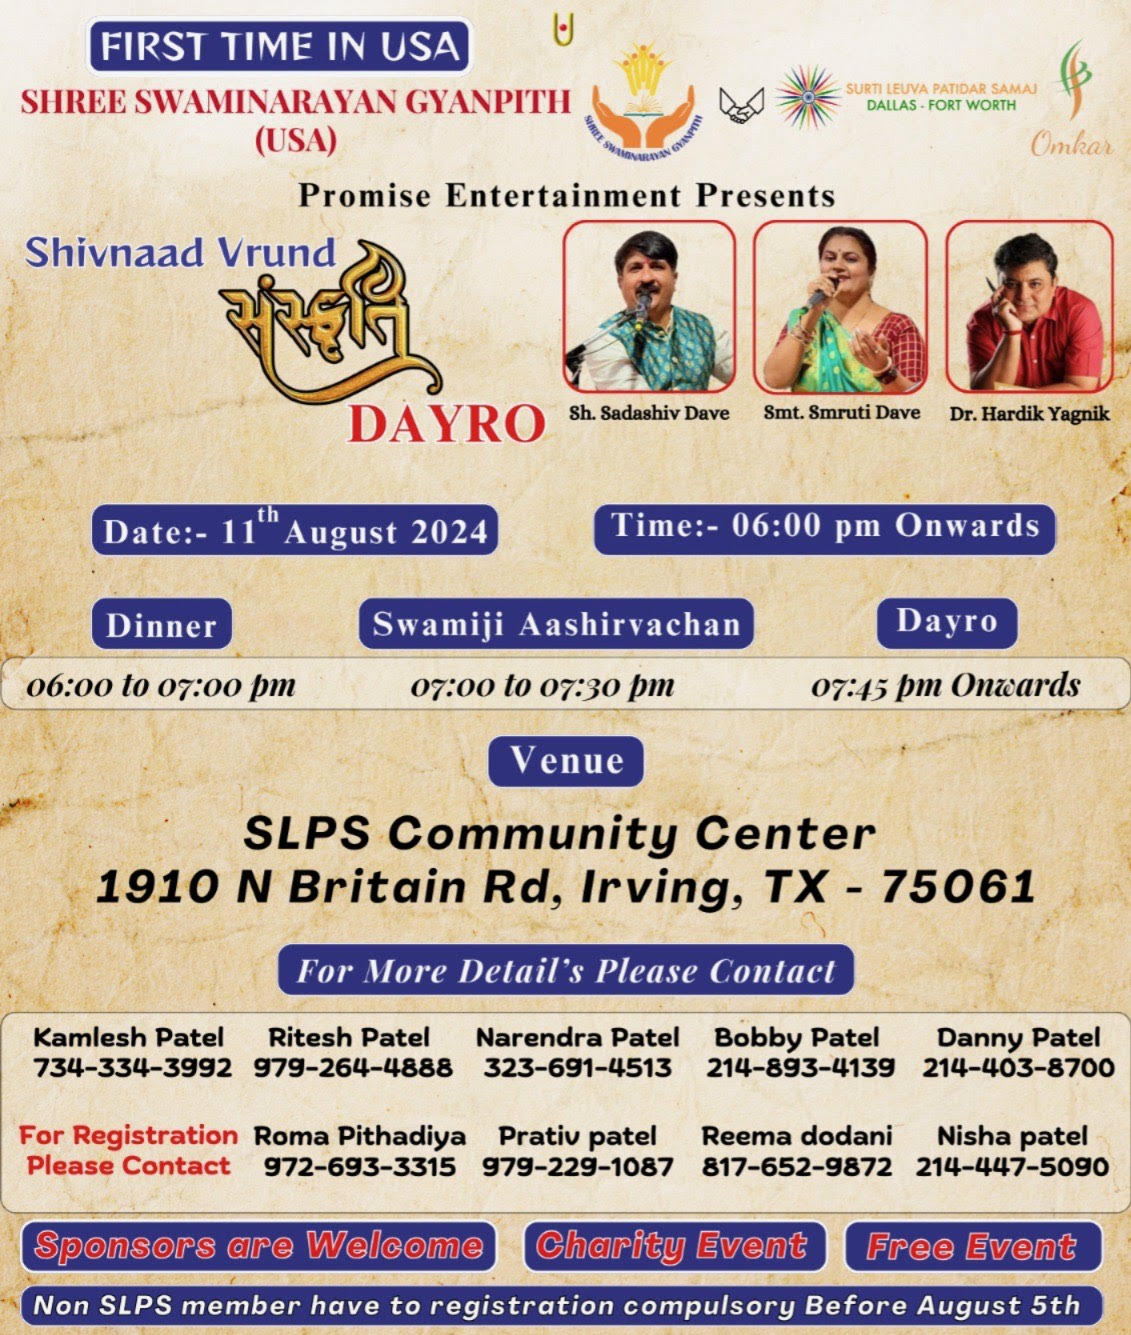 FIRST TIME IN USA
SHREE SWAMINARAYAN GYANPITH
(USA)
SHREE SWAMINARAYAN GYANPITH
SURTI LEUVA PATIDAR SAMAJ
DALLAS - FORT WORTH
Omkar
Promise Entertainment Presents
Shivnaad Vrund
संस्कृति
DAYRO
Sh. Sadashiv Dave
Smt. Smruti Dave
Dr. Hardik Yagnik
Date:- 11th August 2024
Time:- 06:00 pm Onwards
Dinner
Swamiji Aashirvachan
Dayro
06:00 to 07:00 pm
07:00 to 07:30 pm
07:45 pm Onwards
Venue
SLPS Community Center
1910 N Britain Rd, Irving, TX - 75061
For More Detail's Please Contact
Kamlesh Patel
734-334-3992
Ritesh Patel
979-264-4888
Narendra Patel
323-691-4513
Bobby Patel
214-893-4139
Danny Patel
214-403-8700
For Registration
Please Contact
Roma Pithadiya
972-693-3315
Prativ patel
979-229-1087
Reema dodani
817-652-9872
Nisha patel
214-447-5090
Sponsors are Welcome
Charity Event
Free Event
Non SLPS member have to registration compulsory Before August 5th